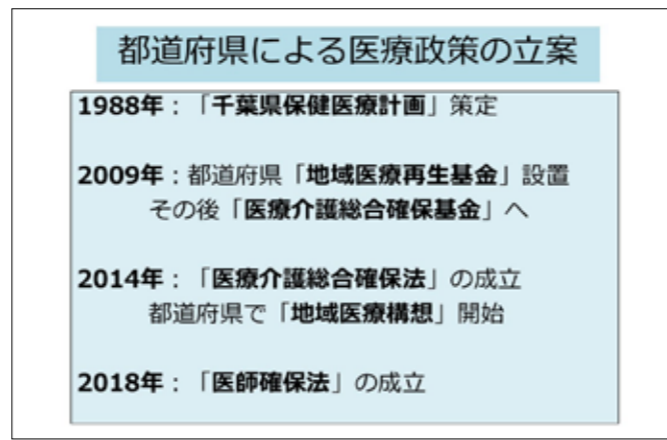 都道府県による医療政策の立案
1988年：「千葉県保健医療計画」策定
2009年：都道府県「地域医療再生基金」設置
その後「医療介護総合確保基金」へ
2014年：「医療介護総合確保法」の成立
都道府県で「地域医療構想」開始
2018年：「医師確保法」の成立